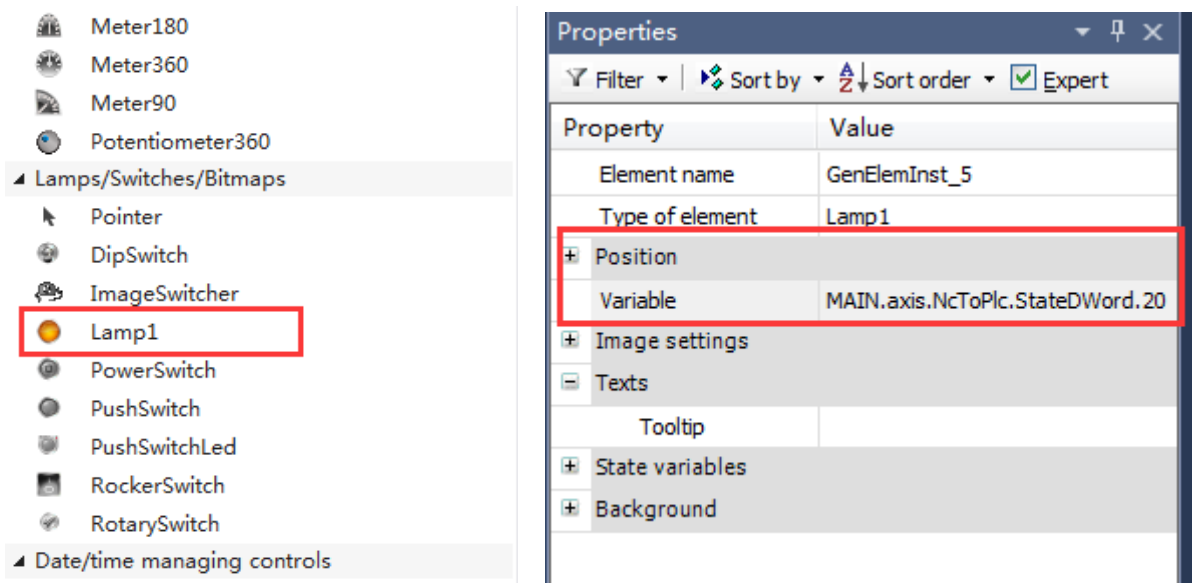 Meter180
Meter360
Meter90
Potentiometer360
Lamps/Switches/Bitmaps
Pointer
DipSwitch
ImageSwitcher
Lamp1
PowerSwitch
PushSwitch
PushSwitchLed
RockerSwitch
RotarySwitch
Date/time managing controls
Properties
Filter Sort by Sort order Expert
Property Value
Element name GenElemInst_5
Type of element Lamp1
Position
Variable MAIN.axis.NcToPlc.StateDWord.20
Image settings
Texts
Tooltip
State variables
Background